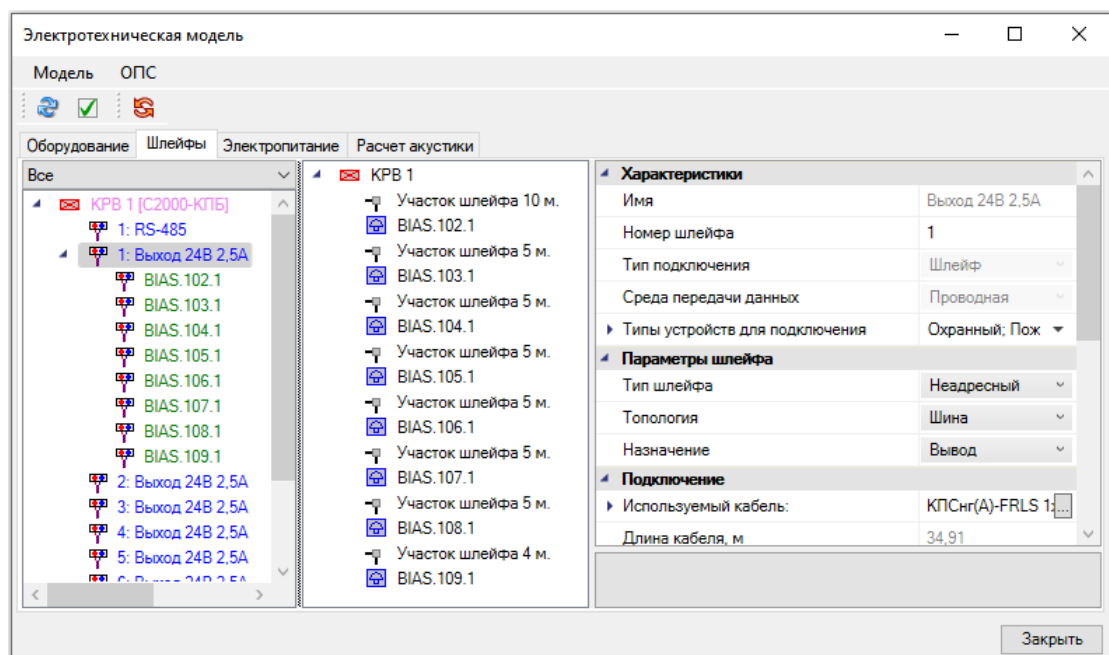 Электротехническая модель
Модель ОПС
Оборудование Шлейфы Электропитание Расчет акустики
Все
КРВ 1 [С2000-КПБ]
1: RS-485
1: Выход 24В 2,5А
BIAS.102.1
BIAS.103.1
BIAS.104.1
BIAS.105.1
BIAS.106.1
BIAS.107.1
BIAS.108.1
BIAS.109.1
2: Выход 24В 2,5А
3: Выход 24В 2,5А
4: Выход 24В 2,5А
5: Выход 24В 2,5А
6: Выход 24В 2,5А
КРВ 1
Участок шлейфа 10 м.
BIAS.102.1
Участок шлейфа 5 м.
BIAS.103.1
Участок шлейфа 5 м.
BIAS.104.1
Участок шлейфа 5 м.
BIAS.105.1
Участок шлейфа 5 м.
BIAS.106.1
Участок шлейфа 5 м.
BIAS.107.1
Участок шлейфа 5 м.
BIAS.108.1
Участок шлейфа 4 м.
BIAS.109.1
Характеристики
Имя Выход 24В 2,5А
Номер шлейфа 1
Тип подключения Шлейф
Среда передачи данных Проводная
Типы устройств для подключения Охранный; Пож
Параметры шлейфа
Тип шлейфа Неадресный
Топология Шина
Назначение Вывод
Подключение
Используемый кабель: КПСнг(А)-FRLS 1 ...
Длина кабеля, м 34,91
Закрыть